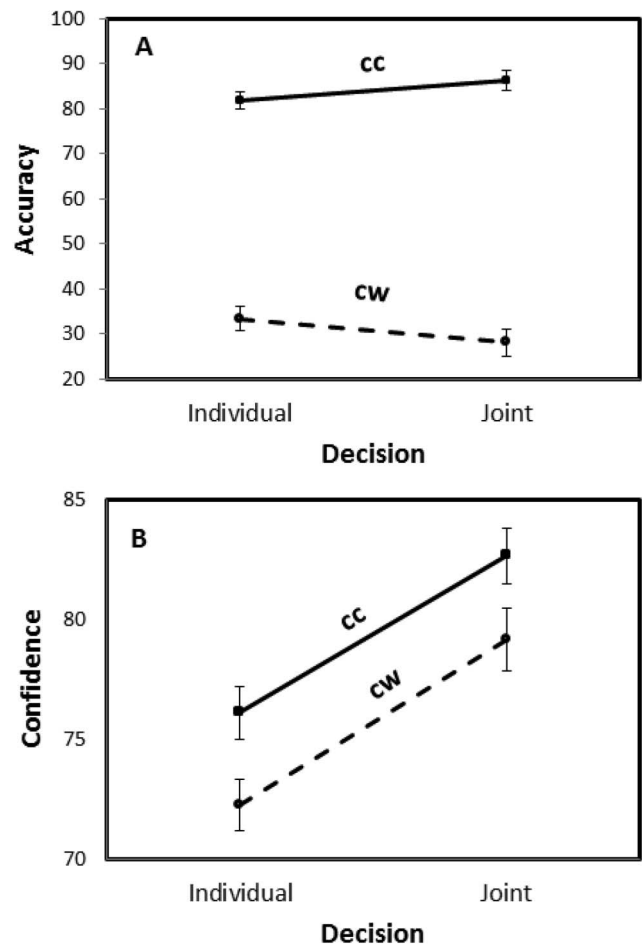 100
A
90
80
70
60
50
40
30
20
cc
cw
Accuracy
Individual
Joint
Decision
85
B
80
75
70
cc
cw
Confidence
Individual
Joint
Decision